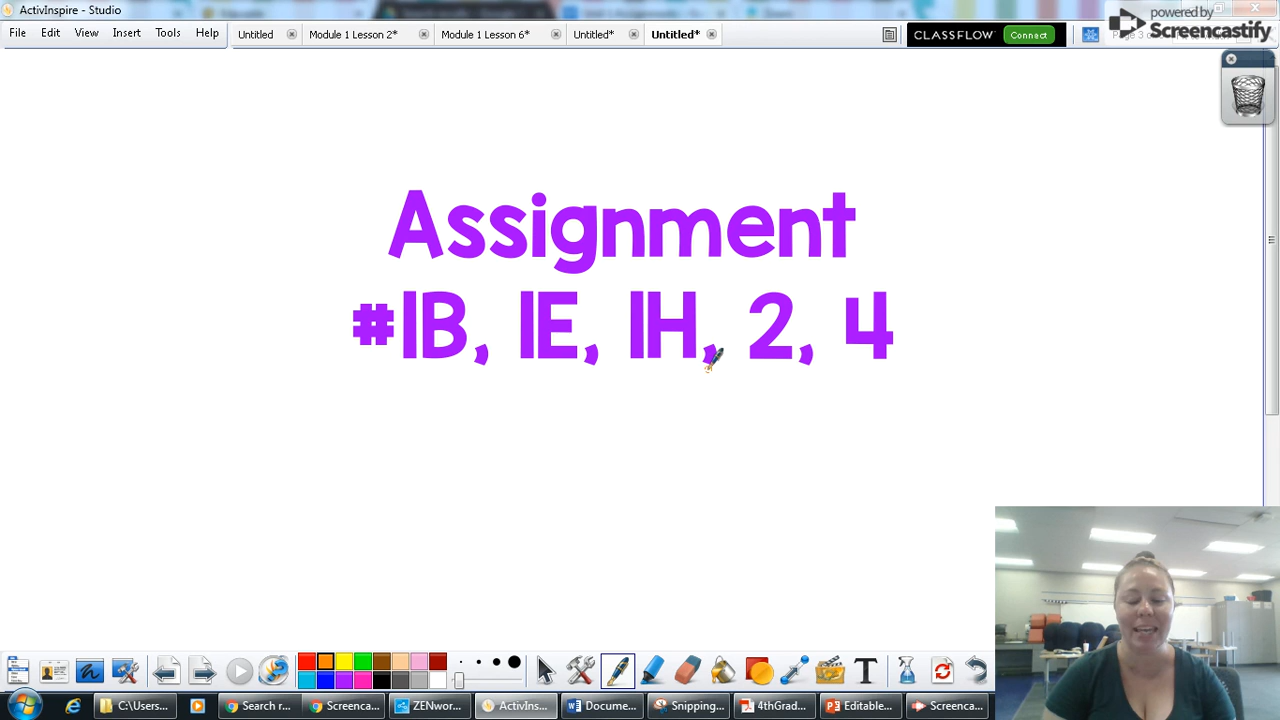 ActivInspire - Studio
powered by
Screencastify
File Edit View Insert Tools Help
Untitled Module 1 Lesson 2* Module 1 Lesson 6* Untitled* Untitled*
CLASSFLOW Connect
Assignment
#1B, 1E, 1H, 2, 4
T
C:\Users... Search r... Screenca... ZENwor... ActivIns... Docume... Snipping... 4thGrad... Editable... Screenca...